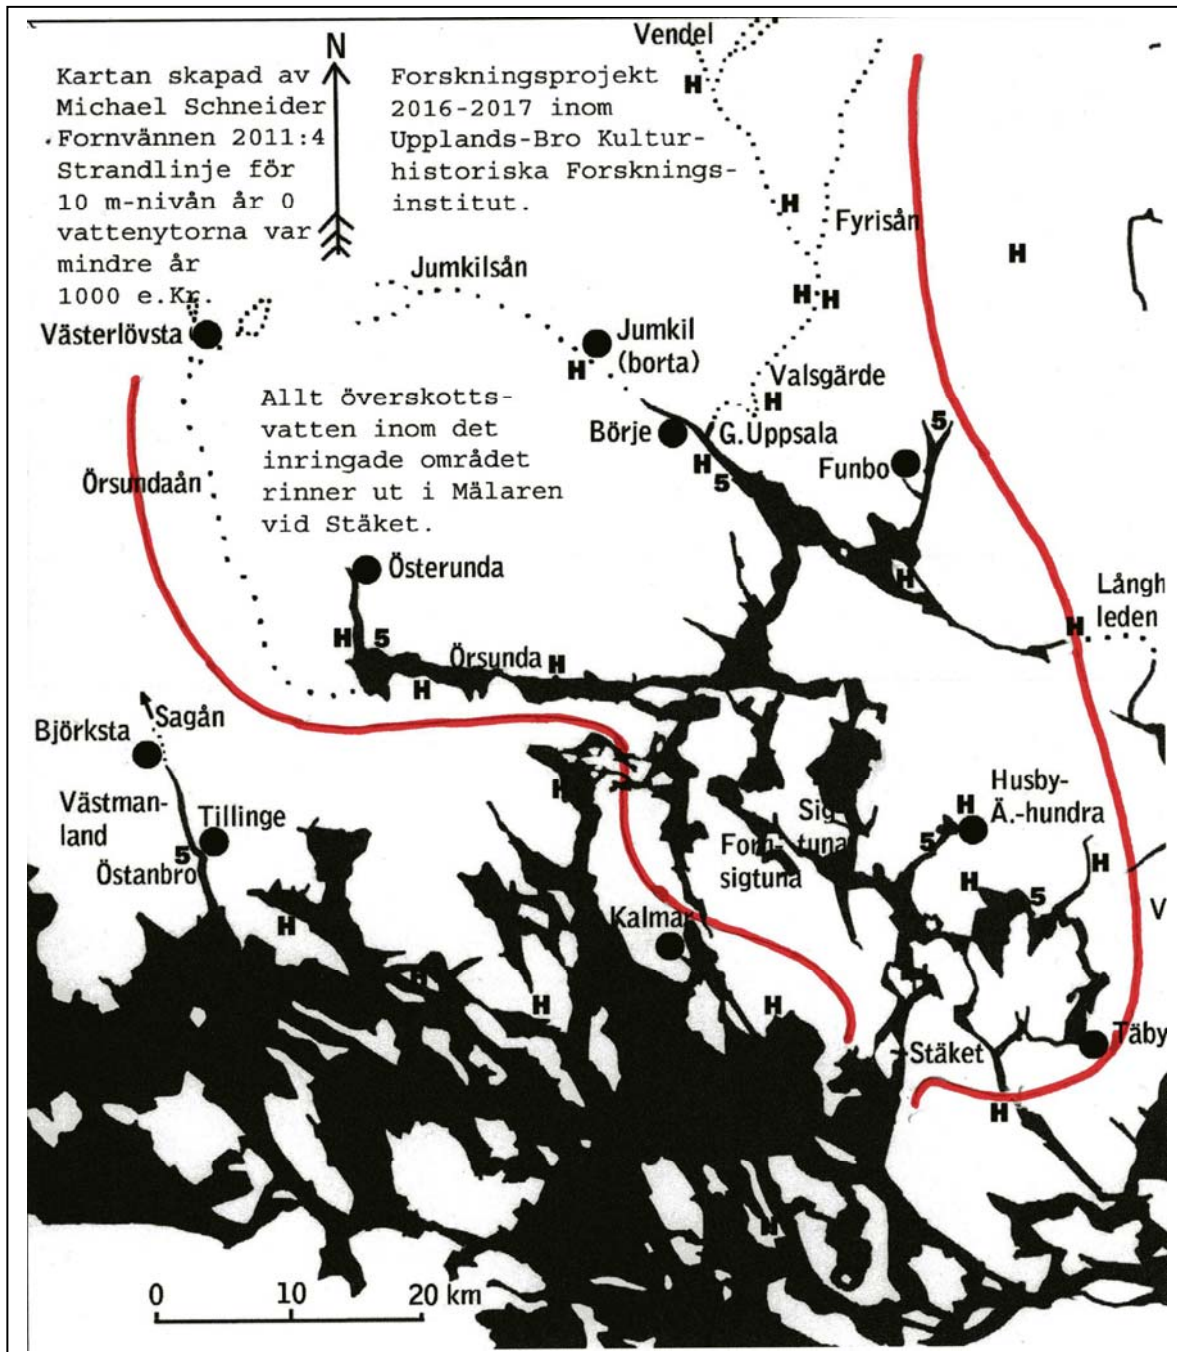 Kartan skapad av
Michael Schneider
Fornvännen 2011:4
Strandlinje för
10 m-nivån år 0
vattenytorna var
mindre år
1000 e.Kr.
N
Forskningsprojekt
2016-2017 inom
Upplands-Bro Kultur-
historiska Forsknings-
institut.
Vendel
H
H
Fyrisån
H
H H
Jumkilsån
Västerlövsta
Jumkil
(borta)
H
Valsgärde
H
Allt överskotts-
vatten inom det
inringade området
rinner ut i Mälaren
vid Stäket.
Börje
G.Uppsala
H
5
5
Funbo
Örsundaån
Österunda
H
Långh
leden
H
H 5
Örsunda
H
H
Sagån
Björksta
Västman-
land
Tillinge
5
Östanbro
H
H
Sig-
tuna
Forn-
sigtuna
Husby-
Ä.-hundra
H
5
H
H
5
V
Kalmar
H
H
H
H
Stäket
Täby
H
H
0 10 20 km